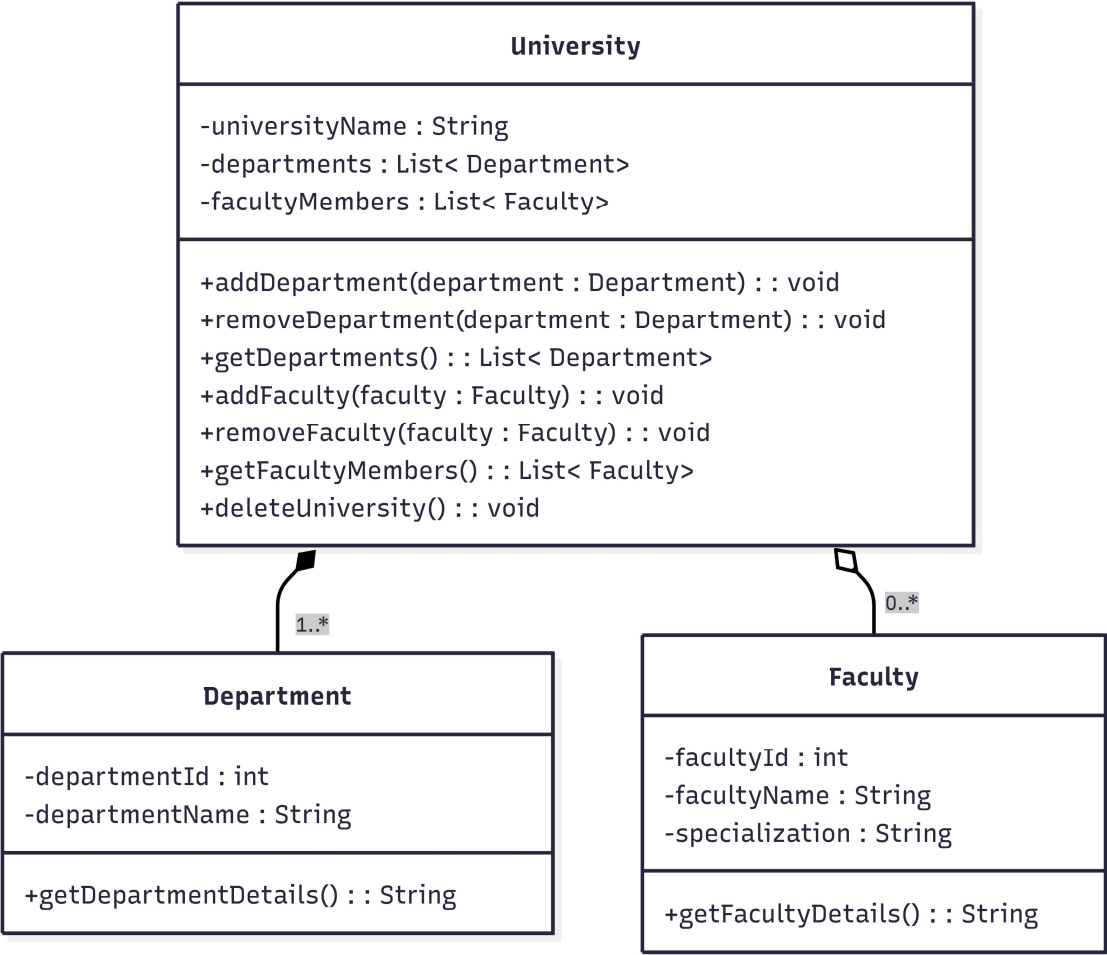 University
-universityName : String
-departments : List< Department>
-facultyMembers : List< Faculty>
+addDepartment(department : Department) : : void
+removeDepartment(department : Department) : : void
+getDepartments() : : List< Department>
+addFaculty(faculty : Faculty) : : void
+removeFaculty(faculty : Faculty) : : void
+getFacultyMembers() : : List< Faculty>
+deleteUniversity() : : void
1..*
0..*
Department
-departmentId : int
-departmentName : String
+getDepartmentDetails() : : String
Faculty
-facultyId : int
-facultyName : String
-specialization : String
+getFacultyDetails() : : String